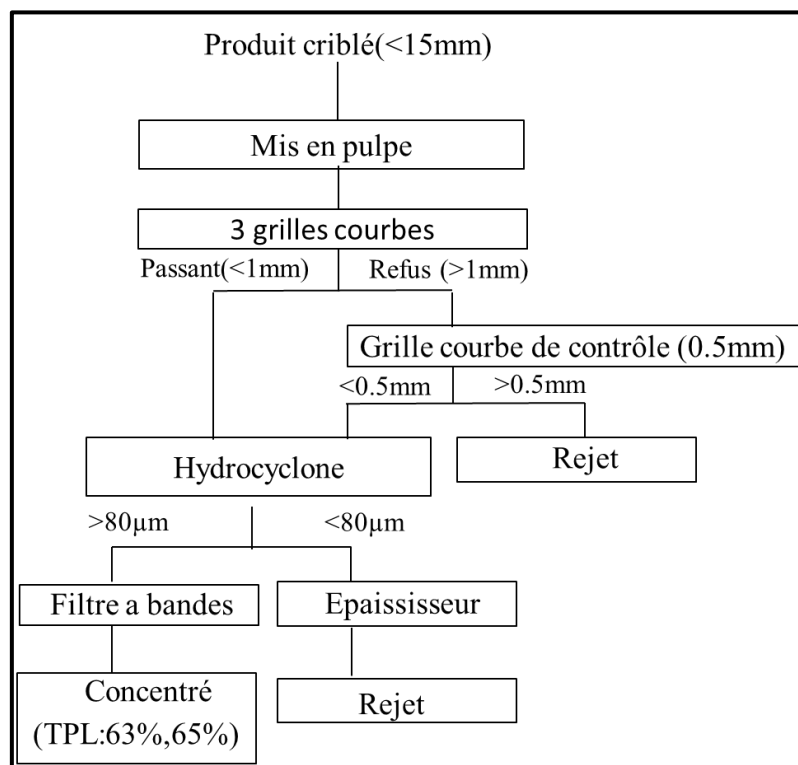 Produit criblé(<15mm)
Mis en pulpe
3 grilles courbes
Passant(<1mm)
Refus (>1mm)
Grille courbe de contrôle (0.5mm)
<0.5mm
>0.5mm
Hydrocyclone
Rejet
>80µm
<80µm
Filtre a bandes
Epaississeur
Concentré
(TPL:63%,65%)
Rejet